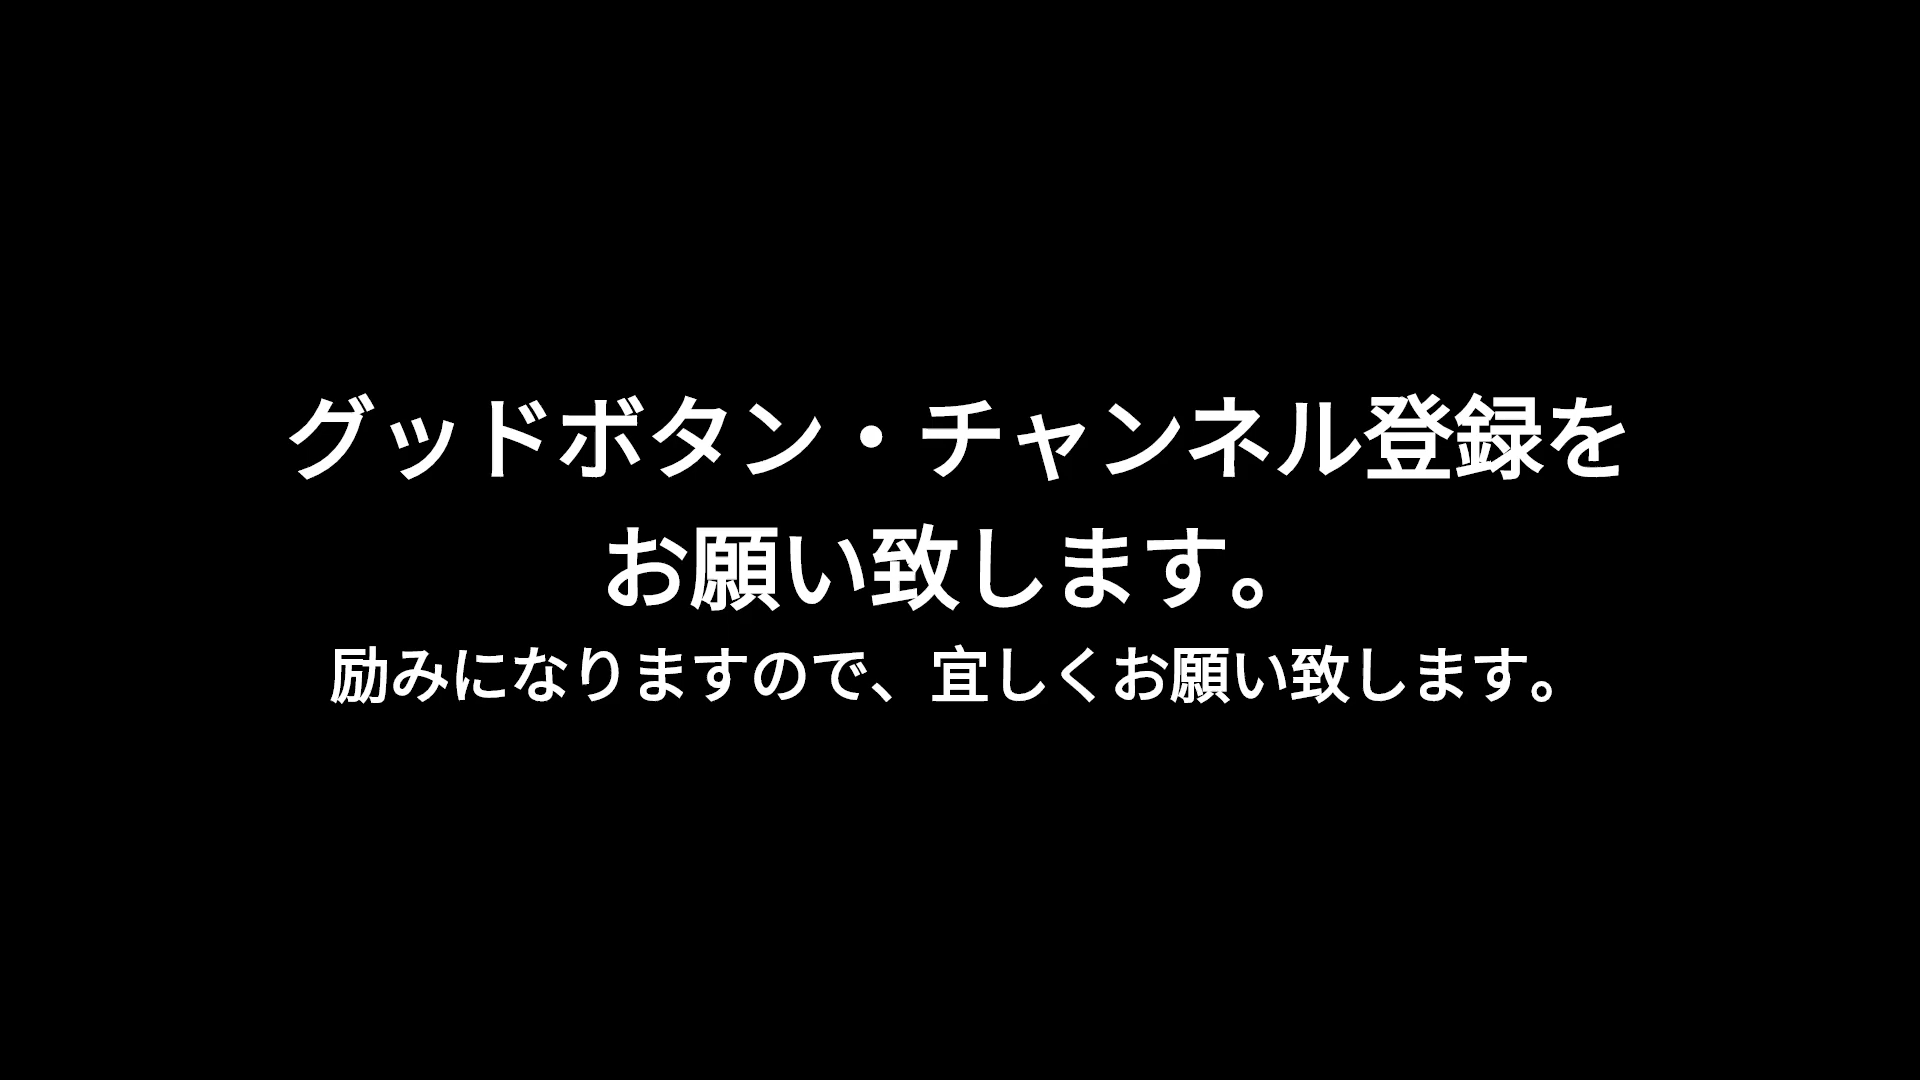 グッドボタン・チャンネル登録を
お願い致します。
励みになりますので、宜しくお願い致します。